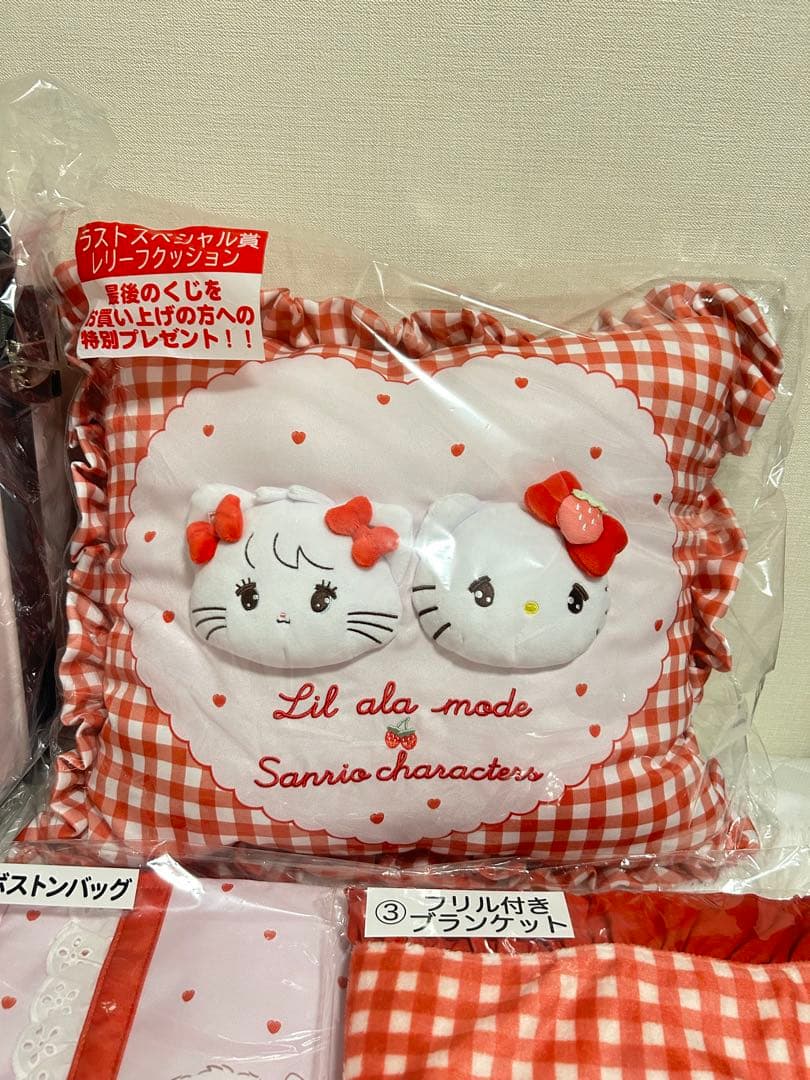 ラストスペシャル賞
レリーフクッション
最後のくじを
お買い上げの方への
特別プレゼント！！
Lil ala mode
Sanrio characters
ボストンバッグ
③ フリル付き
ブランケット